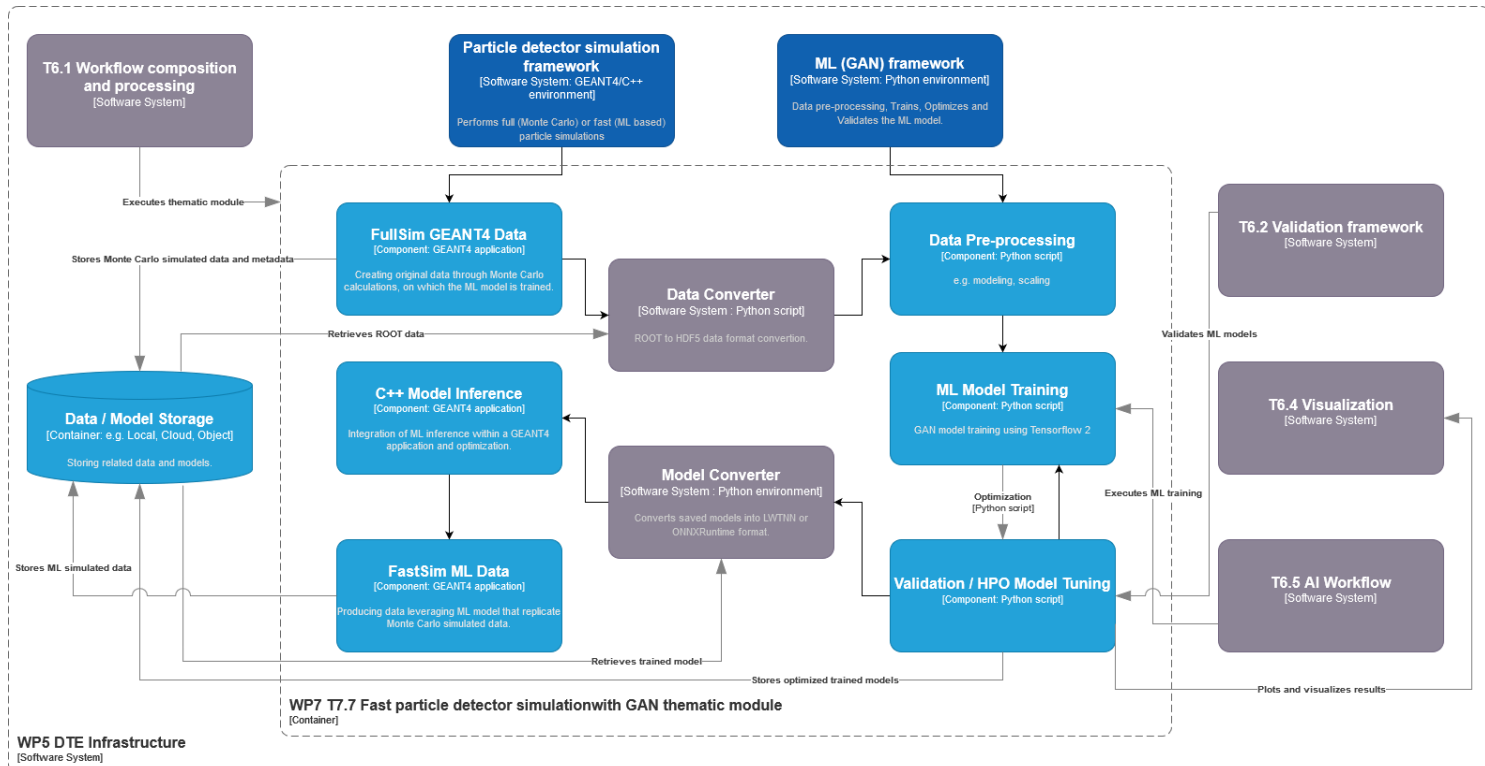 T6.1 Workflow composition
and processing
[Software System]
Particle detector simulation
framework
[Software System: GEANT4/C++
environment]
Performs full (Monte Carlo) or fast (ML based)
particle simulations
ML (GAN) framework
[Software System: Python environment]
Data pre-processing, Trains, Optimizes and
Validates the ML model.
Executes thematic module
FullSim GEANT4 Data
[Component: GEANT4 application]
Creating original data through Monte Carlo
calculations, on which the ML model is trained.
Data Pre-processing
[Component: Python script]
e.g. modeling, scaling
T6.2 Validation framework
[Software System]
Stores Monte Carlo simulated data and metadata
Data Converter
[Software System : Python script]
ROOT to HDF5 data format convertion.
Retrieves ROOT data
Validates ML models
C++ Model Inference
[Component: GEANT4 application]
Integration of ML inference within a GEANT4
application and optimization.
ML Model Training
[Component: Python script]
GAN model training using Tensorflow 2
T6.4 Visualization
[Software System]
Data / Model Storage
[Container: e.g. Local, Cloud, Object]
Storing related data and models.
Model Converter
[Software System : Python environment]
Converts saved models into LWTNN or
ONNXRuntime format.
Optimization
[Python script]
Executes ML training
Stores ML simulated data
FastSim ML Data
[Component: GEANT4 application]
Producing data leveraging ML model that replicate
Monte Carlo simulated data.
Validation / HPO Model Tuning
[Component: Python script]
T6.5 AI Workflow
[Software System]
Retrieves trained model
Stores optimized trained models
Plots and visualizes results
WP7 T7.7 Fast particle detector simulationwith GAN thematic module
[Container]
WP5 DTE Infrastructure
[Software System]